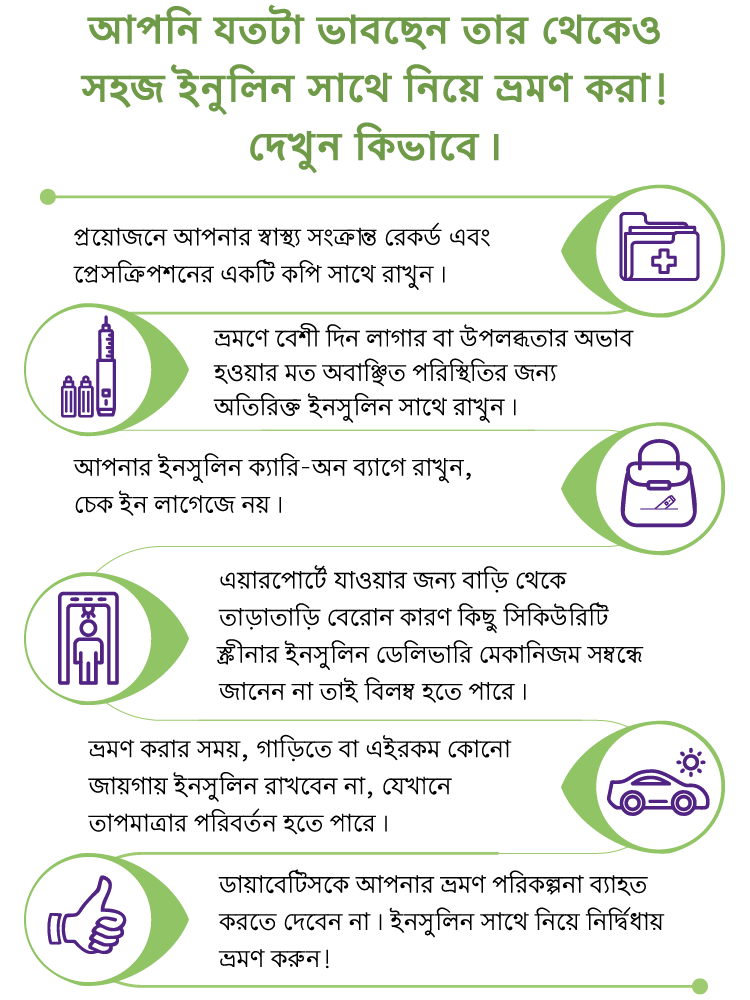 আপনি যতটা ভাবছেন তার থেকেও
সহজ ইনুলিন সাথে নিয়ে ভ্রমণ করা!
দেখুন কিভাবে।
প্রয়োজনে আপনার স্বাস্থ্য সংক্রান্ত রেকর্ড এবং
প্রেসক্রিপশনের একটি কপি সাথে রাখুন।
ভ্রমণে বেশী দিন লাগার বা উপলব্ধতার অভাব
হওয়ার মত অবাঞ্ছিত পরিস্থিতির জন্য
অতিরিক্ত ইনসুলিন সাথে রাখুন।
আপনার ইনসুলিন ক্যারি-অন ব্যাগে রাখুন,
চেক ইন লাগেজে নয়।
এয়ারপোর্টে যাওয়ার জন্য বাড়ি থেকে
তাড়াতাড়ি বেরোন কারণ কিছু সিকিউরিটি
স্ক্রীনার ইনসুলিন ডেলিভারি মেকানিজম সম্বন্ধে
জানেন না তাই বিলম্ব হতে পারে।
ভ্রমণ করার সময়, গাড়িতে বা এইরকম কোনো
জায়গায় ইনসুলিন রাখবেন না, যেখানে
তাপমাত্রার পরিবর্তন হতে পারে।
ডায়াবেটিসকে আপনার ভ্রমণ পরিকল্পনা ব্যাহত
করতে দেবেন না। ইনসুলিন সাথে নিয়ে নির্দ্বিধায়
ভ্রমণ করুন!